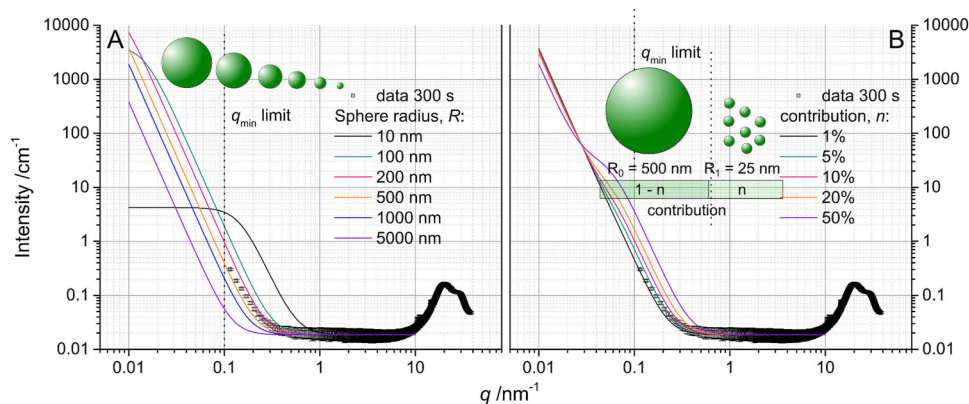 A
10000
1000
100
10
1
0.1
0.01
Intensity /cm-1
0.01
0.1
1
10
qmin limit
data 300 s
Sphere radius, R:
10 nm
100 nm
200 nm
500 nm
1000 nm
5000 nm
B
qmin limit
data 300 s
contribution, n:
1%
5%
10%
20%
50%
R0 = 500 nm
R1 = 25 nm
1 - n
n
contribution
0.01
0.1
1
10
10000
1000
100
10
1
0.1
0.01
q /nm-1